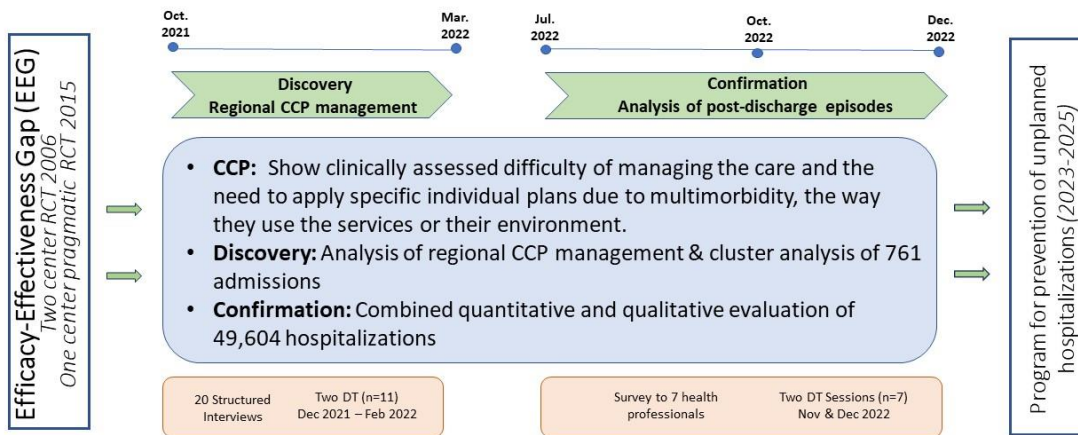 Oct.
2021
Mar.
2022
Jul.
2022
Oct.
2022
Dec.
2022
Efficacy-Effectiveness Gap (EEG)
Two center RCT 2006
One center pragmatic RCT 2015
Discovery
Regional CCP management
Confirmation
Analysis of post-discharge episodes
• CCP: Show clinically assessed difficulty of managing the care and the
need to apply specific individual plans due to multimorbidity, the way
they use the services or their environment.
• Discovery: Analysis of regional CCP management & cluster analysis of 761
admissions
• Confirmation: Combined quantitative and qualitative evaluation of
49,604 hospitalizations
20 Structured
Interviews
Two DT (n=11)
Dec 2021 – Feb 2022
Survey to 7 health
professionals
Two DT Sessions (n=7)
Nov & Dec 2022
Program for prevention of unplanned
hospitalizations (2023-2025)